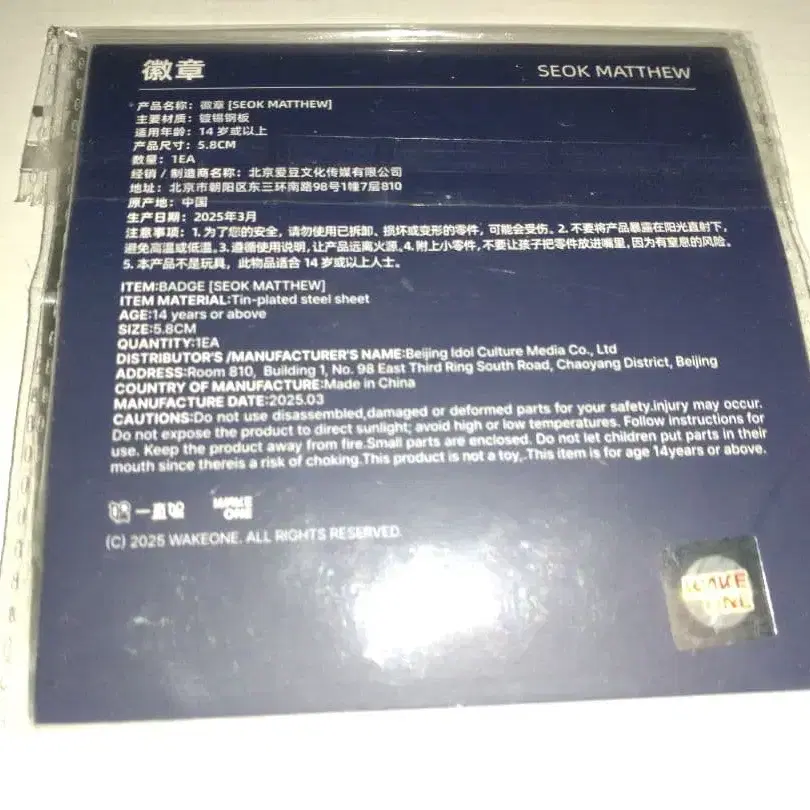 徽章
SEOK MATTHEW
产品名称：徽章 [SEOK MATTHEW]
主要材质：镀锡钢板
适用年龄：14 岁或以上
产品尺寸：5.8CM
数量：1EA
经销 / 制造商名称：北京爱豆文化传媒有限公司
地址：北京市朝阳区东三环南路98号1幢7层810
原产地：中国
生产日期：2025年3月
注意事项：1. 为了您的安全，请勿使用已拆卸、损坏或变形的零件，可能会受伤。2. 不要将产品暴露在阳光直射下，
避免高温或低温。3. 遵循使用说明，让产品远离火源。4. 附上小零件，不要让孩子把零件放进嘴里，因为有窒息的风险。
5. 本产品不是玩具，此物品适合 14 岁或以上人士。
ITEM:BADGE [SEOK MATTHEW]
ITEM MATERIAL:Tin-plated steel sheet
AGE:14 years or above
SIZE:5.8CM
QUANTITY:1EA
DISTRIBUTOR'S /MANUFACTURER'S NAME:Beijing Idol Culture Media Co., Ltd
ADDRESS:Room 810, Building 1, No. 98 East Third Ring South Road, Chaoyang District, Beijing
COUNTRY OF MANUFACTURE:Made in China
MANUFACTURE DATE:2025.03
CAUTIONS:Do not use disassembled,damaged or deformed parts for your safety.injury may occur.
Do not expose the product to direct sunlight; avoid high or low temperatures. Follow instructions for
use. Keep the product away from fire.Small parts are enclosed. Do not let children put parts in their
mouth since thereis a risk of choking.This product is not a toy,.This item is for age 14years or above.
一直娱
WAKE
ONE
(C) 2025 WAKEONE. ALL RIGHTS RESERVED.
WAKE
ONE